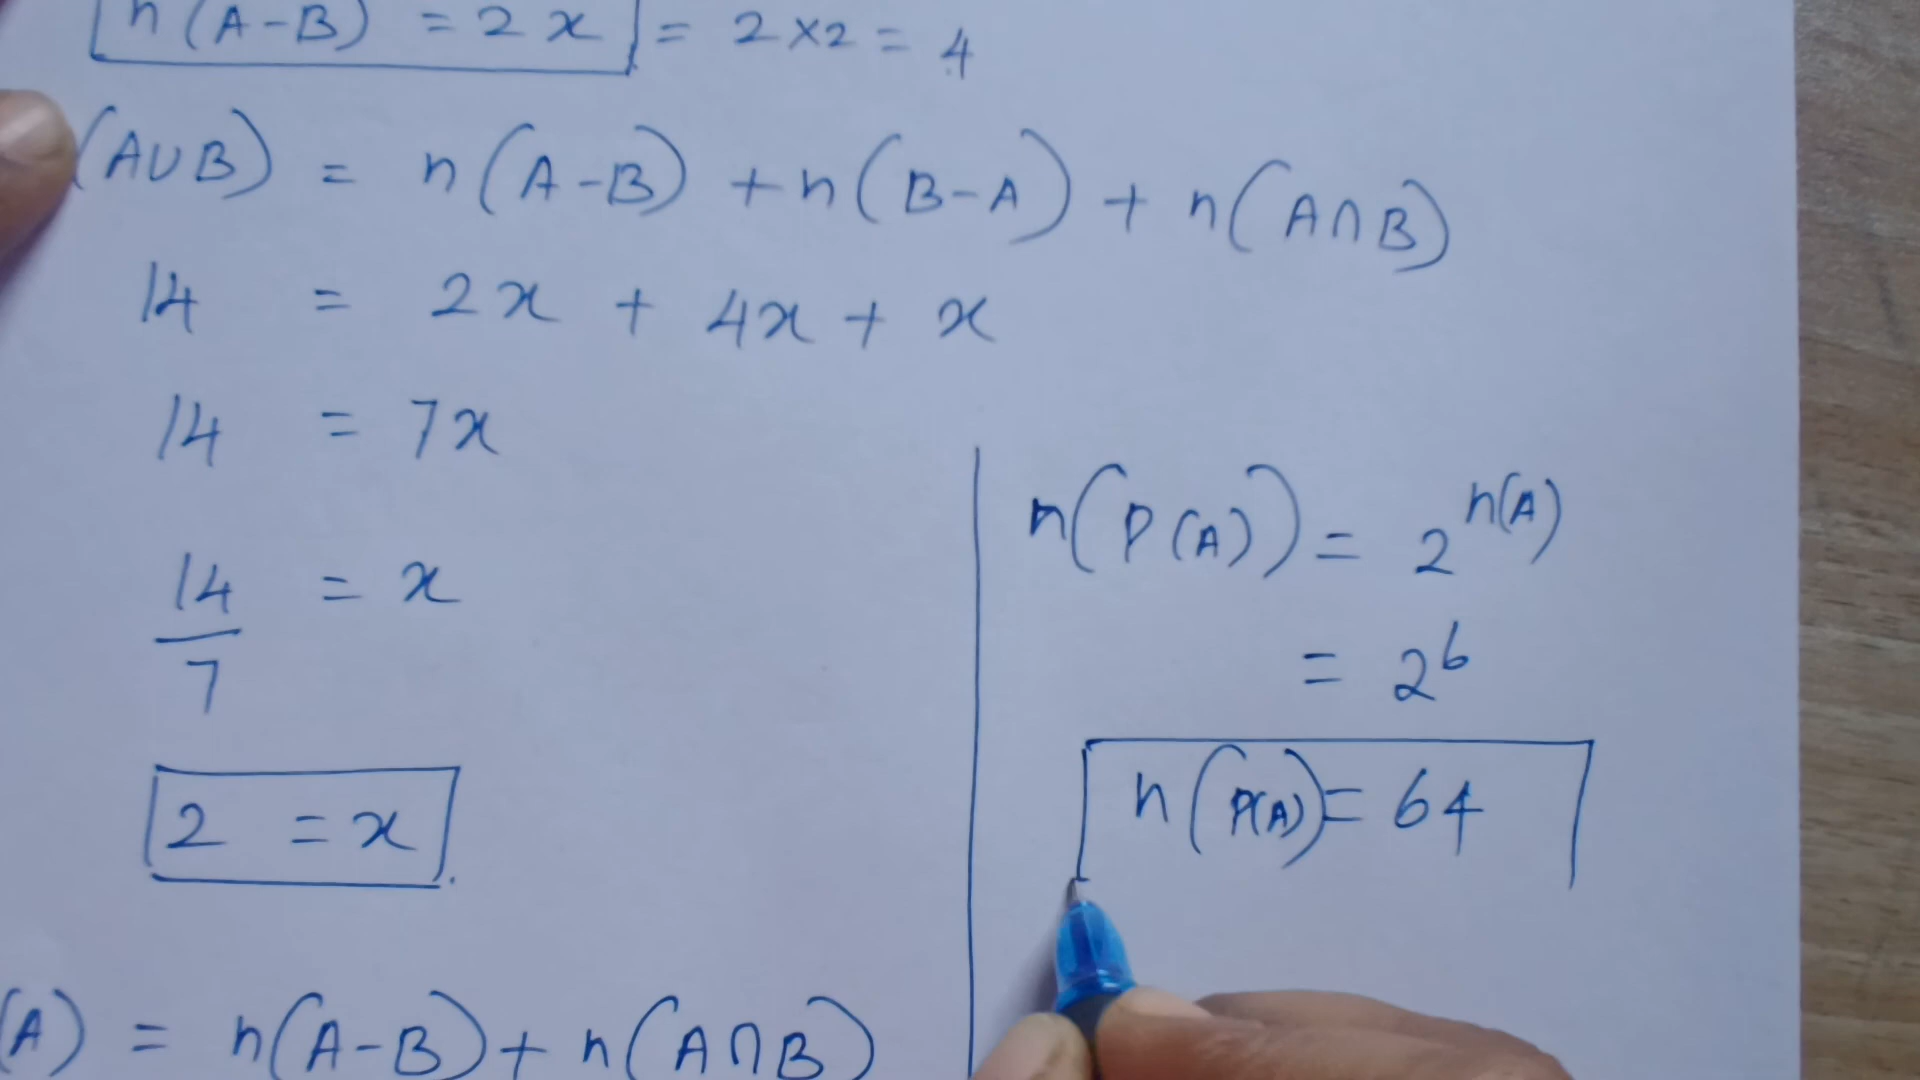 n(A-B) = 2x = 2×2 = 4
(A∪B) = n(A-B) + n(B-A) + n(A∩B)
14 = 2x + 4x + x
14 = 7x
14/7 = x
2 = x
(A) = n(A-B) + n(A∩B)
n(P(A)) = 2^n(A)
= 2^6
n(P(A)) = 64